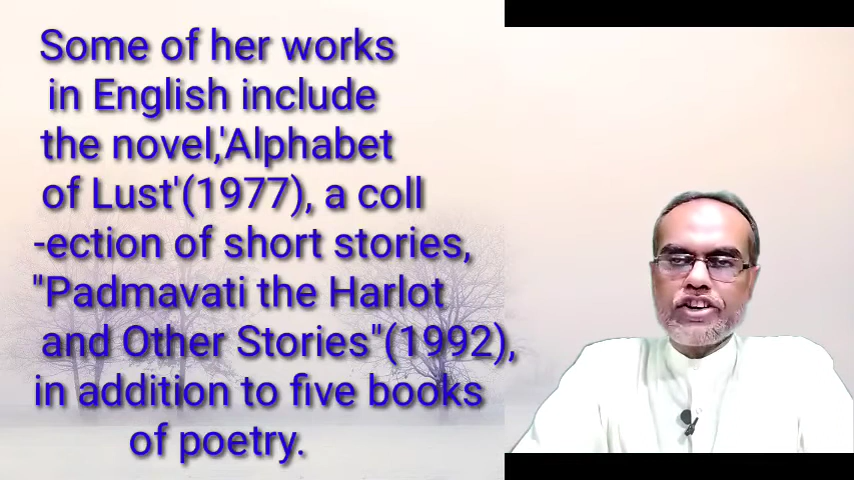 Some of her works
in English include
the novel,'Alphabet
of Lust'(1977), a coll
-ection of short stories,
"Padmavati the Harlot
and Other Stories"(1992),
in addition to five books
of poetry.